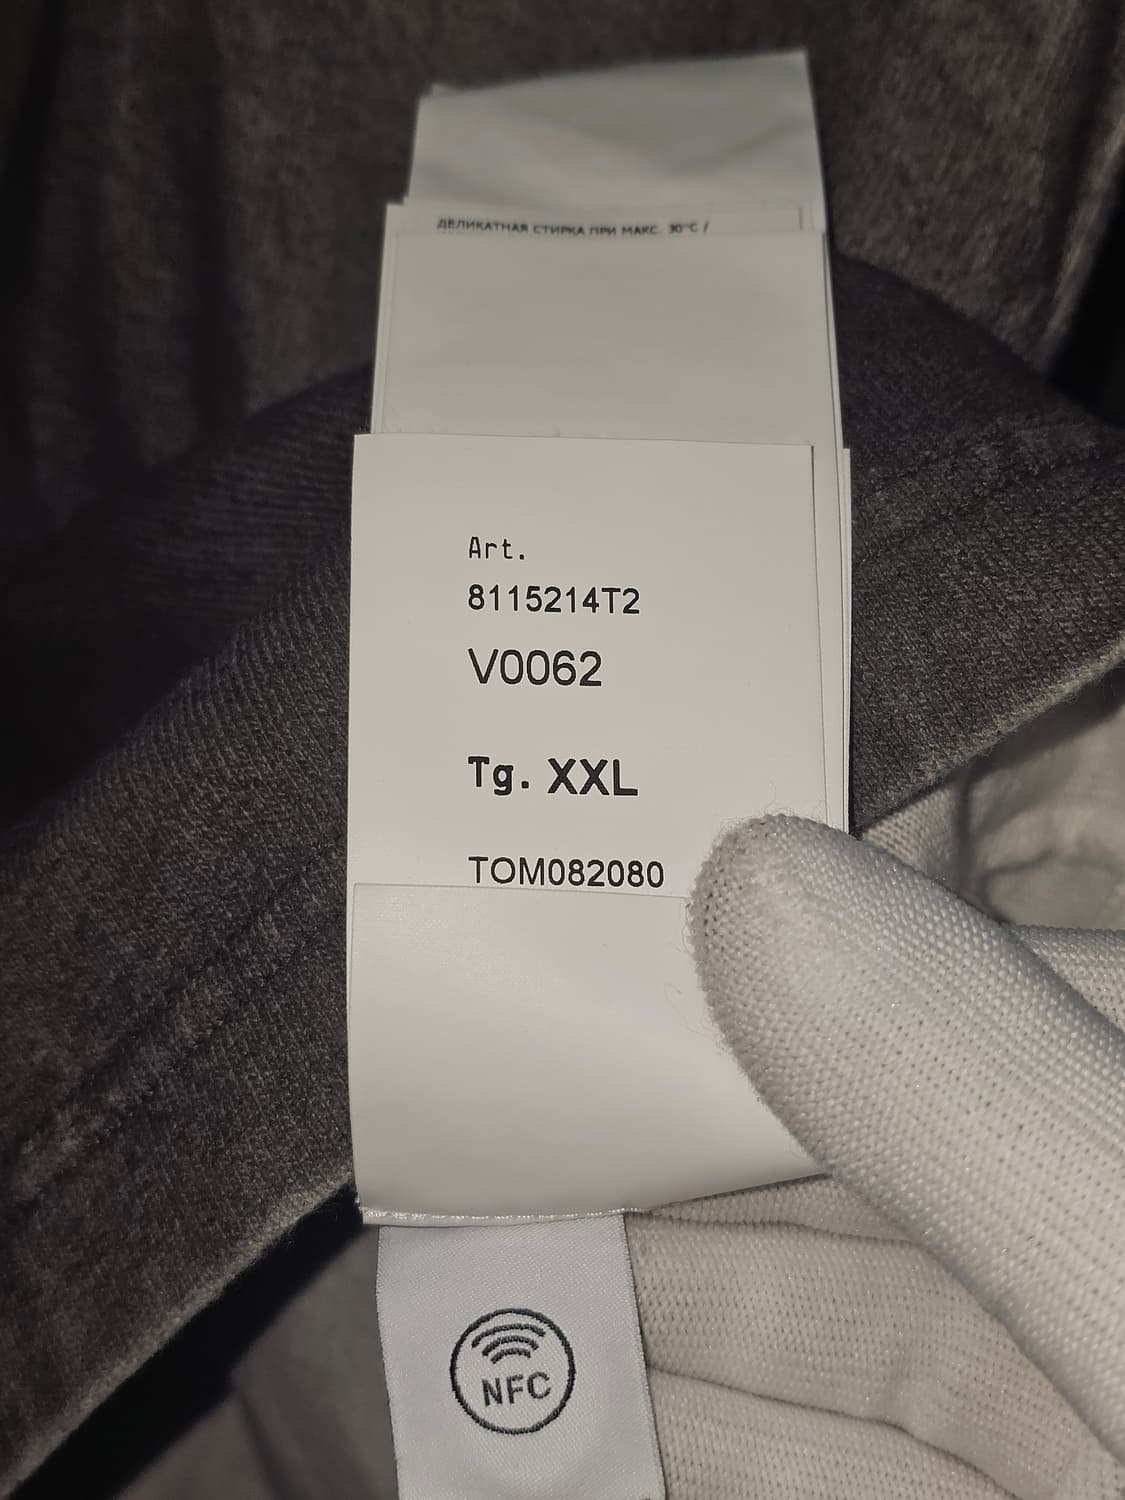 ДЕЛИКАТНАЯ СТИРКА ПРИ МАКС. 30°C /
Art.
8115214T2
V0062
Tg. XXL
TOM082080
NFC